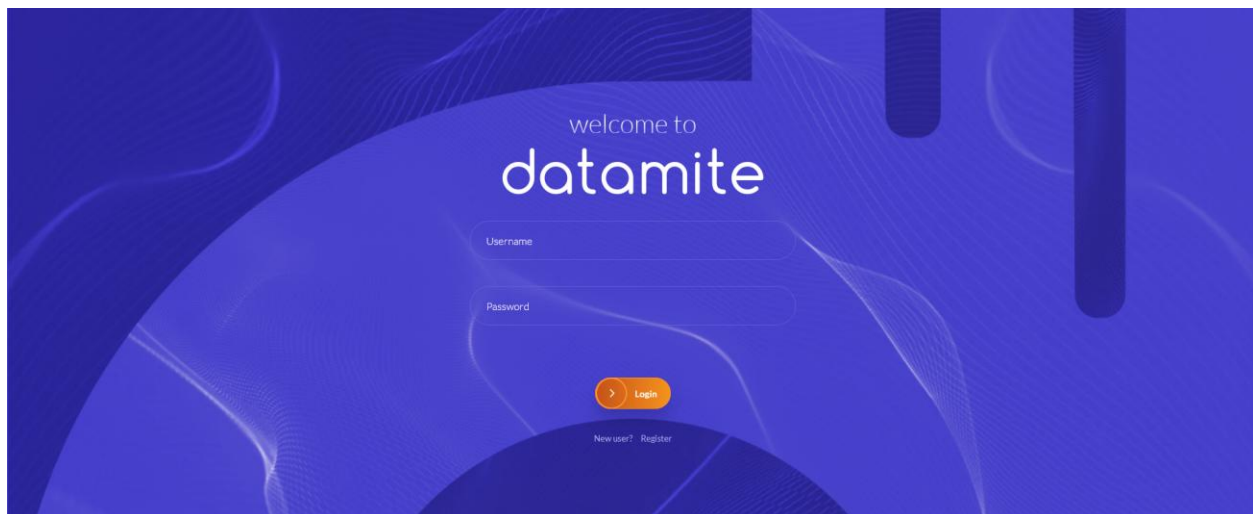 welcome to
datamite
Username
Password
Login
New user? Register